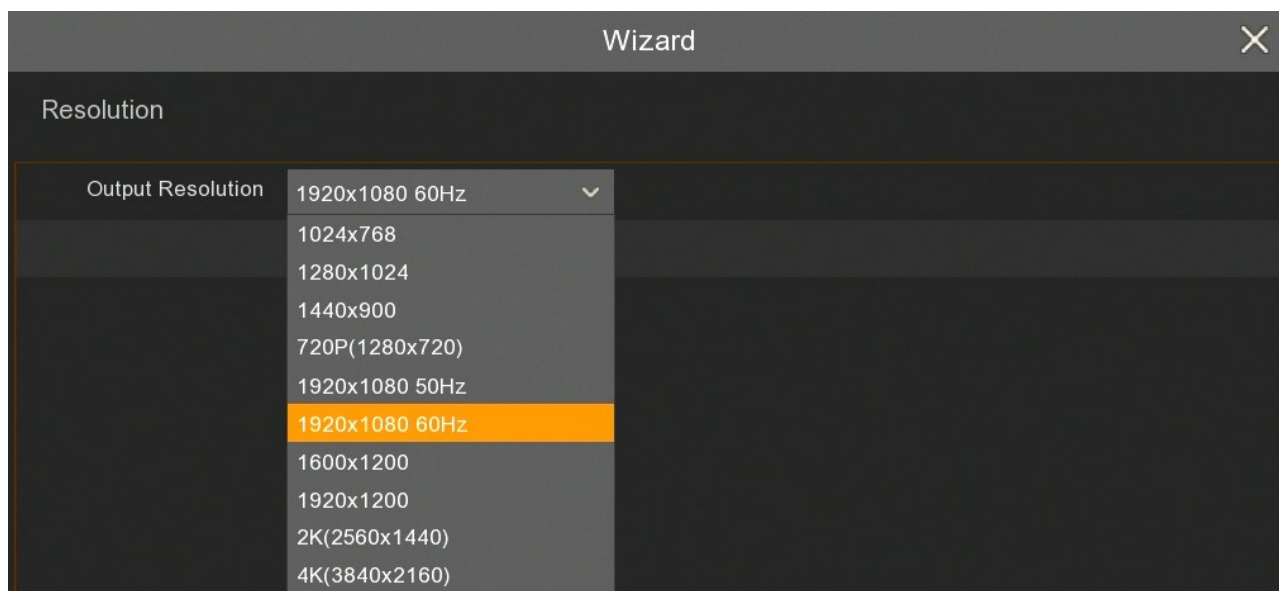 Wizard
Resolution
Output Resolution 1920x1080 60Hz
1024x768
1280x1024
1440x900
720P(1280x720)
1920x1080 50Hz
1920x1080 60Hz
1600x1200
1920x1200
2K(2560x1440)
4K(3840x2160)